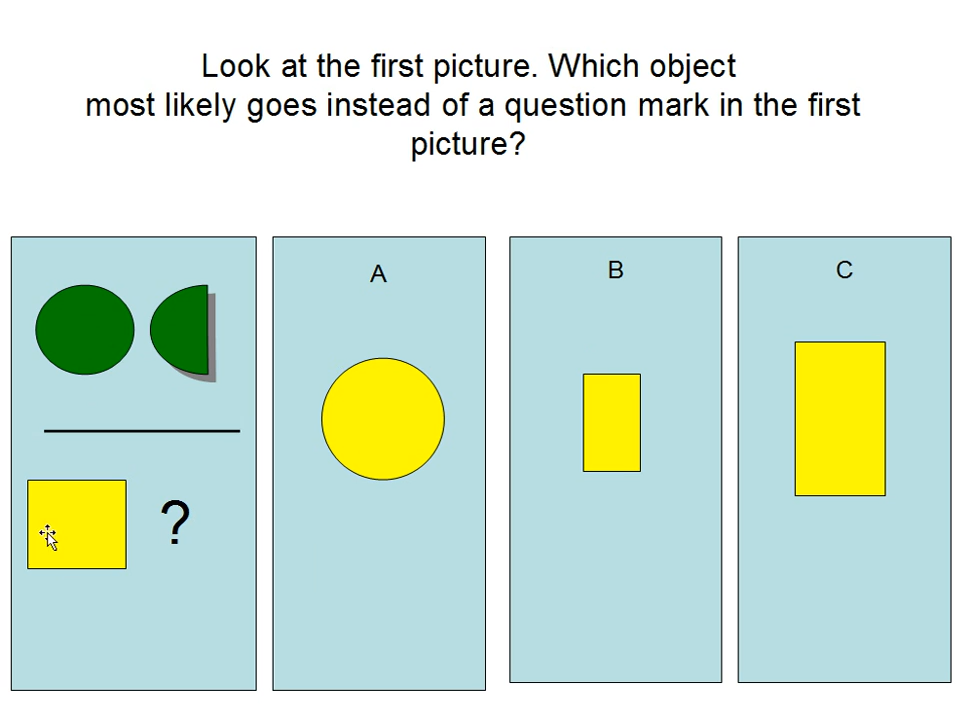 Look at the first picture. Which object
most likely goes instead of a question mark in the first
picture?
A
B
C
?